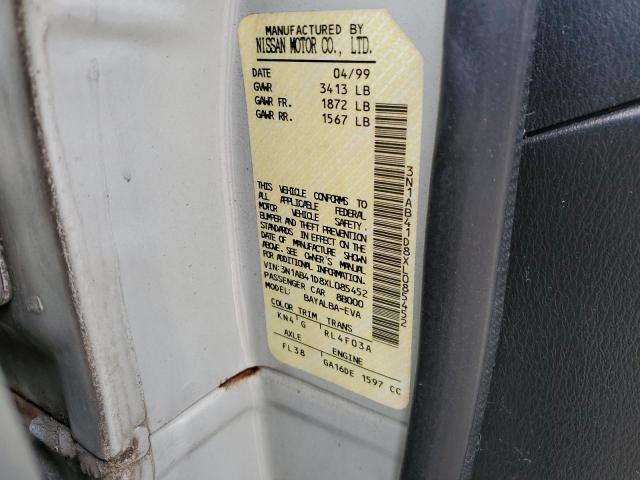 MANUFACTURED BY
NISSAN MOTOR CO., LTD.
DATE 04/99
GVWR 3413 LB
GAWR FR. 1872 LB
GAWR RR. 1567 LB
THIS VEHICLE CONFORMS TO
ALL APPLICABLE FEDERAL
MOTOR VEHICLE SAFETY,
BUMPER AND THEFT PREVENTION
STANDARDS IN EFFECT ON THE
DATE OF MANUFACTURE SHOWN
ABOVE. SEE OWNER'S MANUAL
FOR ADDITIONAL INFORMATION.
VIN:3N1AB41D8XL085452
PASSENGER CAR 8B000
MODEL: BAYALBA-EVA
COLOR TRIM TRANS
KN4 G RL4F03A
AXLE ENGINE
FL38 GA16DE 1597 CC
3N1AB41D8XL085452